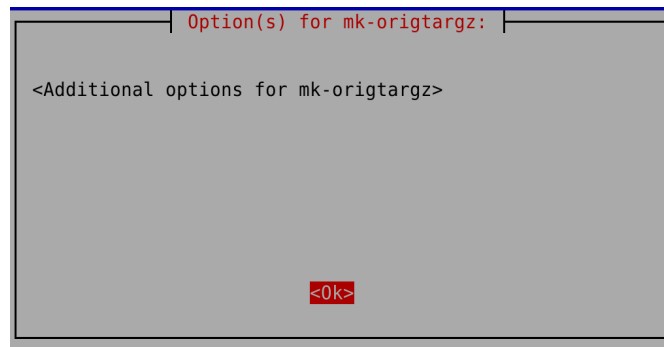 Option(s) for mk-origtargz:
<Additional options for mk-origtargz>
<Ok>